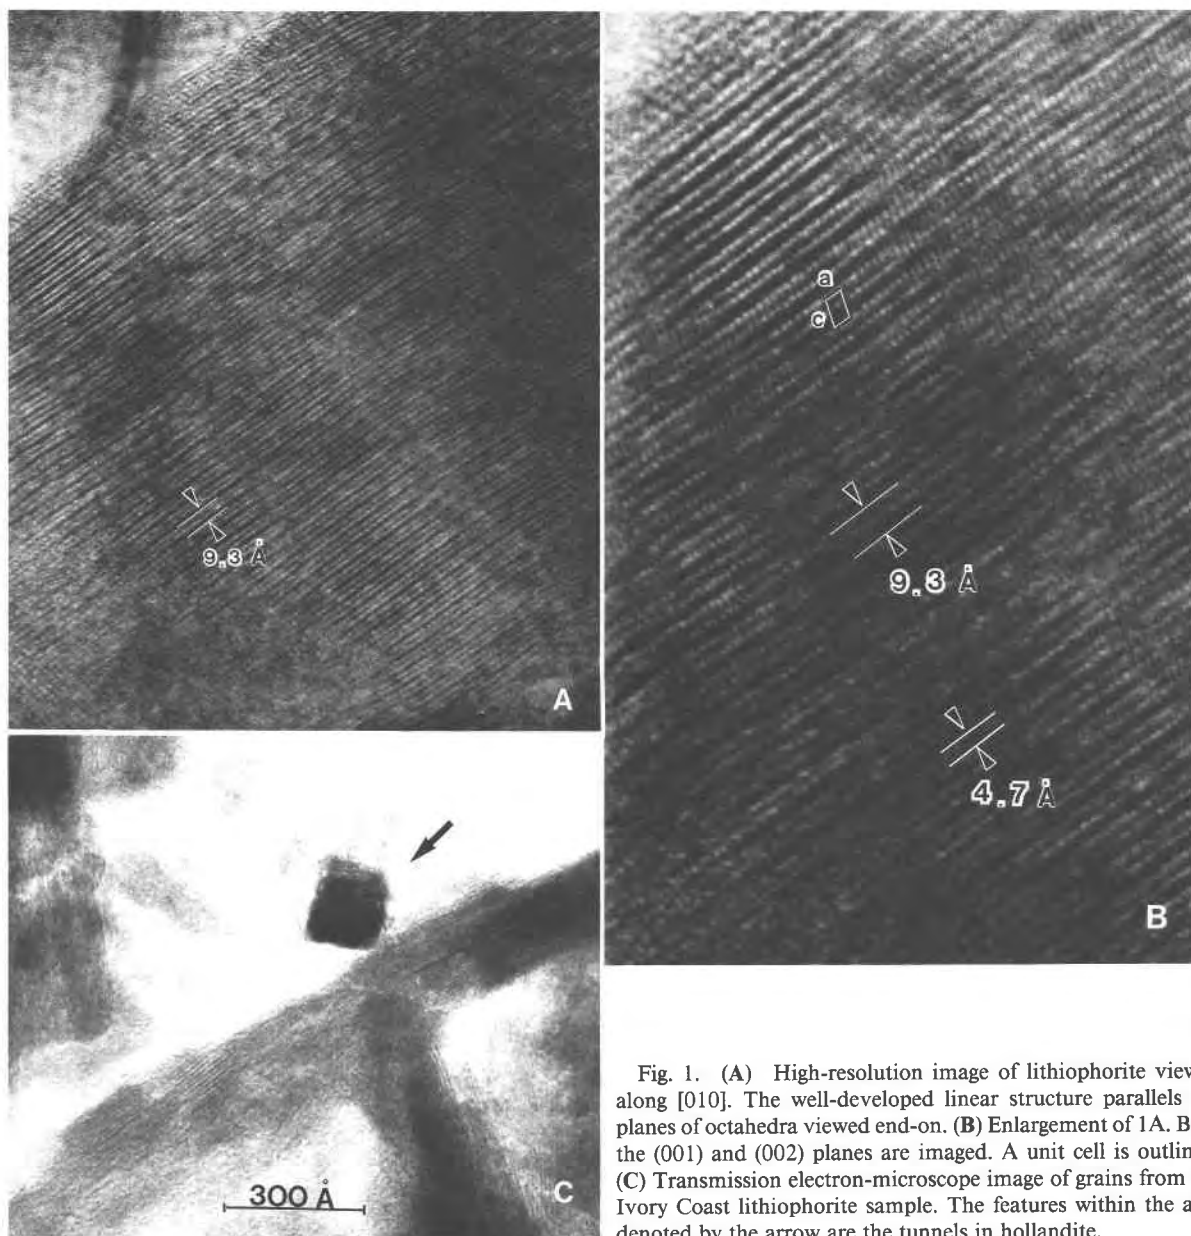 9.3 Å
A
a
c
9.3 Å
4.7 Å
B
300 Å
C
Fig. 1. (A) High-resolution image of lithiophorite view
along [010]. The well-developed linear structure parallels
planes of octahedra viewed end-on. (B) Enlargement of 1A. B
the (001) and (002) planes are imaged. A unit cell is outlin
(C) Transmission electron-microscope image of grains from
Ivory Coast lithiophorite sample. The features within the a
denoted by the arrow are the tunnels in hollandite.